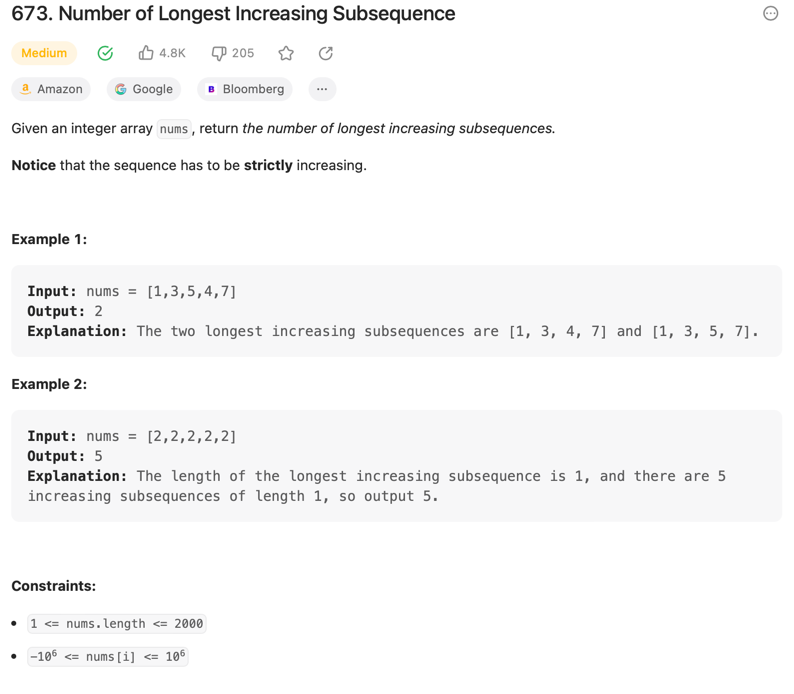 673. Number of Longest Increasing Subsequence
Medium 4.8K 205
Amazon Google Bloomberg ...
Given an integer array nums, return the number of longest increasing subsequences.
Notice that the sequence has to be strictly increasing.
Example 1:
Input: nums = [1,3,5,4,7]
Output: 2
Explanation: The two longest increasing subsequences are [1, 3, 4, 7] and [1, 3, 5, 7].
Example 2:
Input: nums = [2,2,2,2,2]
Output: 5
Explanation: The length of the longest increasing subsequence is 1, and there are 5
increasing subsequences of length 1, so output 5.
Constraints:
• 1 <= nums.length <= 2000
• -10⁶ <= nums[i] <= 10⁶